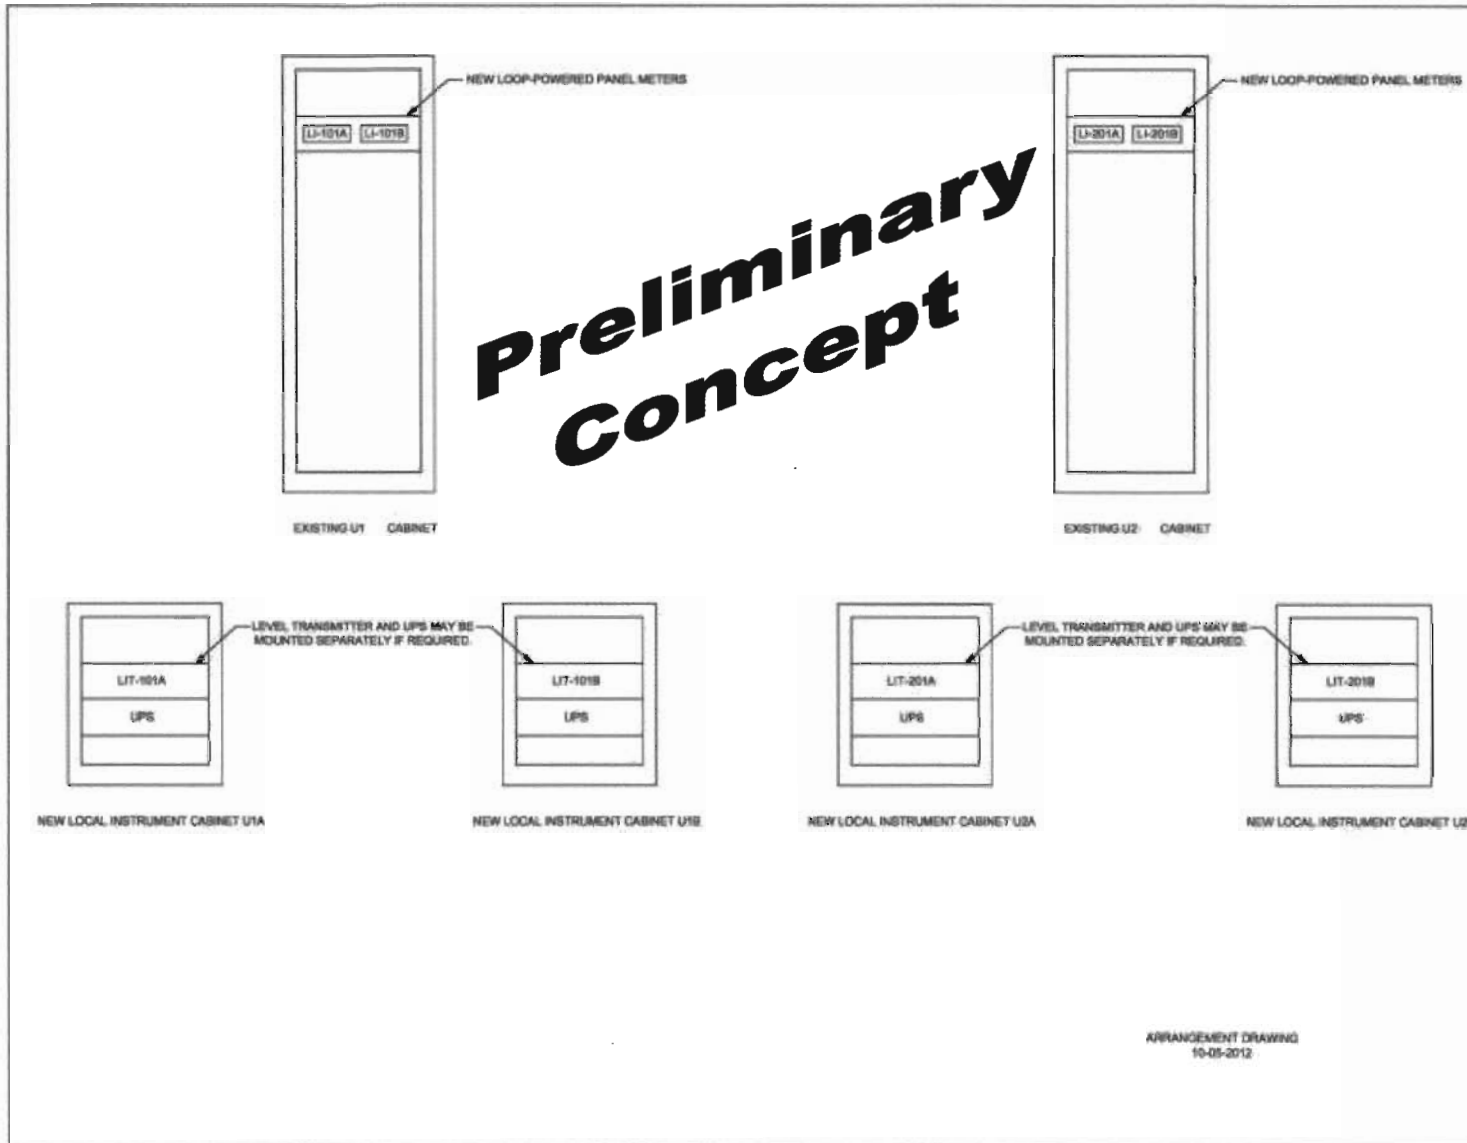 NEW LOOP-POWERED PANEL METERS
NEW LOOP-POWERED PANEL METERS
LI-101A LI-101B
LI-201A LI-201B
Preliminary
Concept
EXISTING U1 CABINET
EXISTING U2 CABINET
LEVEL TRANSMITTER AND UPS MAY BE
MOUNTED SEPARATELY IF REQUIRED.
LEVEL TRANSMITTER AND UPS MAY BE
MOUNTED SEPARATELY IF REQUIRED.
LIT-101A
LIT-101B
LIT-201A
LIT-201B
UPS
UPS
UPS
UPS
NEW LOCAL INSTRUMENT CABINET U1A
NEW LOCAL INSTRUMENT CABINET U1B
NEW LOCAL INSTRUMENT CABINET U2A
NEW LOCAL INSTRUMENT CABINET U2
ARRANGEMENT DRAWING
10-05-2012